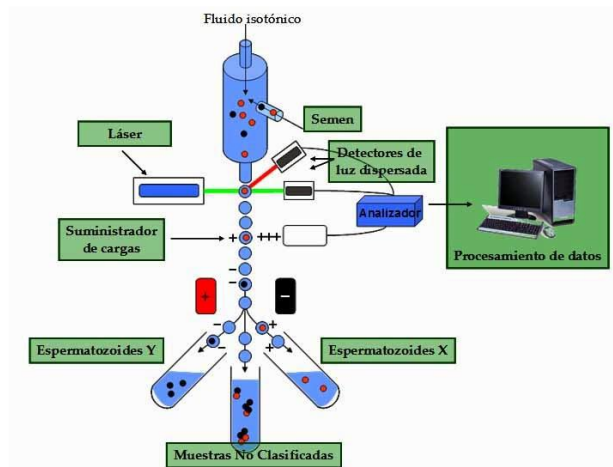 Fluido isotónico
Semen
Láser
Detectores de
luz dispersada
Analizador
Suministrador
de cargas
+
+++
Procesamiento de datos
−
−
+
−
−
+
−
+
Espermatozoides Y
Espermatozoides X
Muestras No Clasificadas